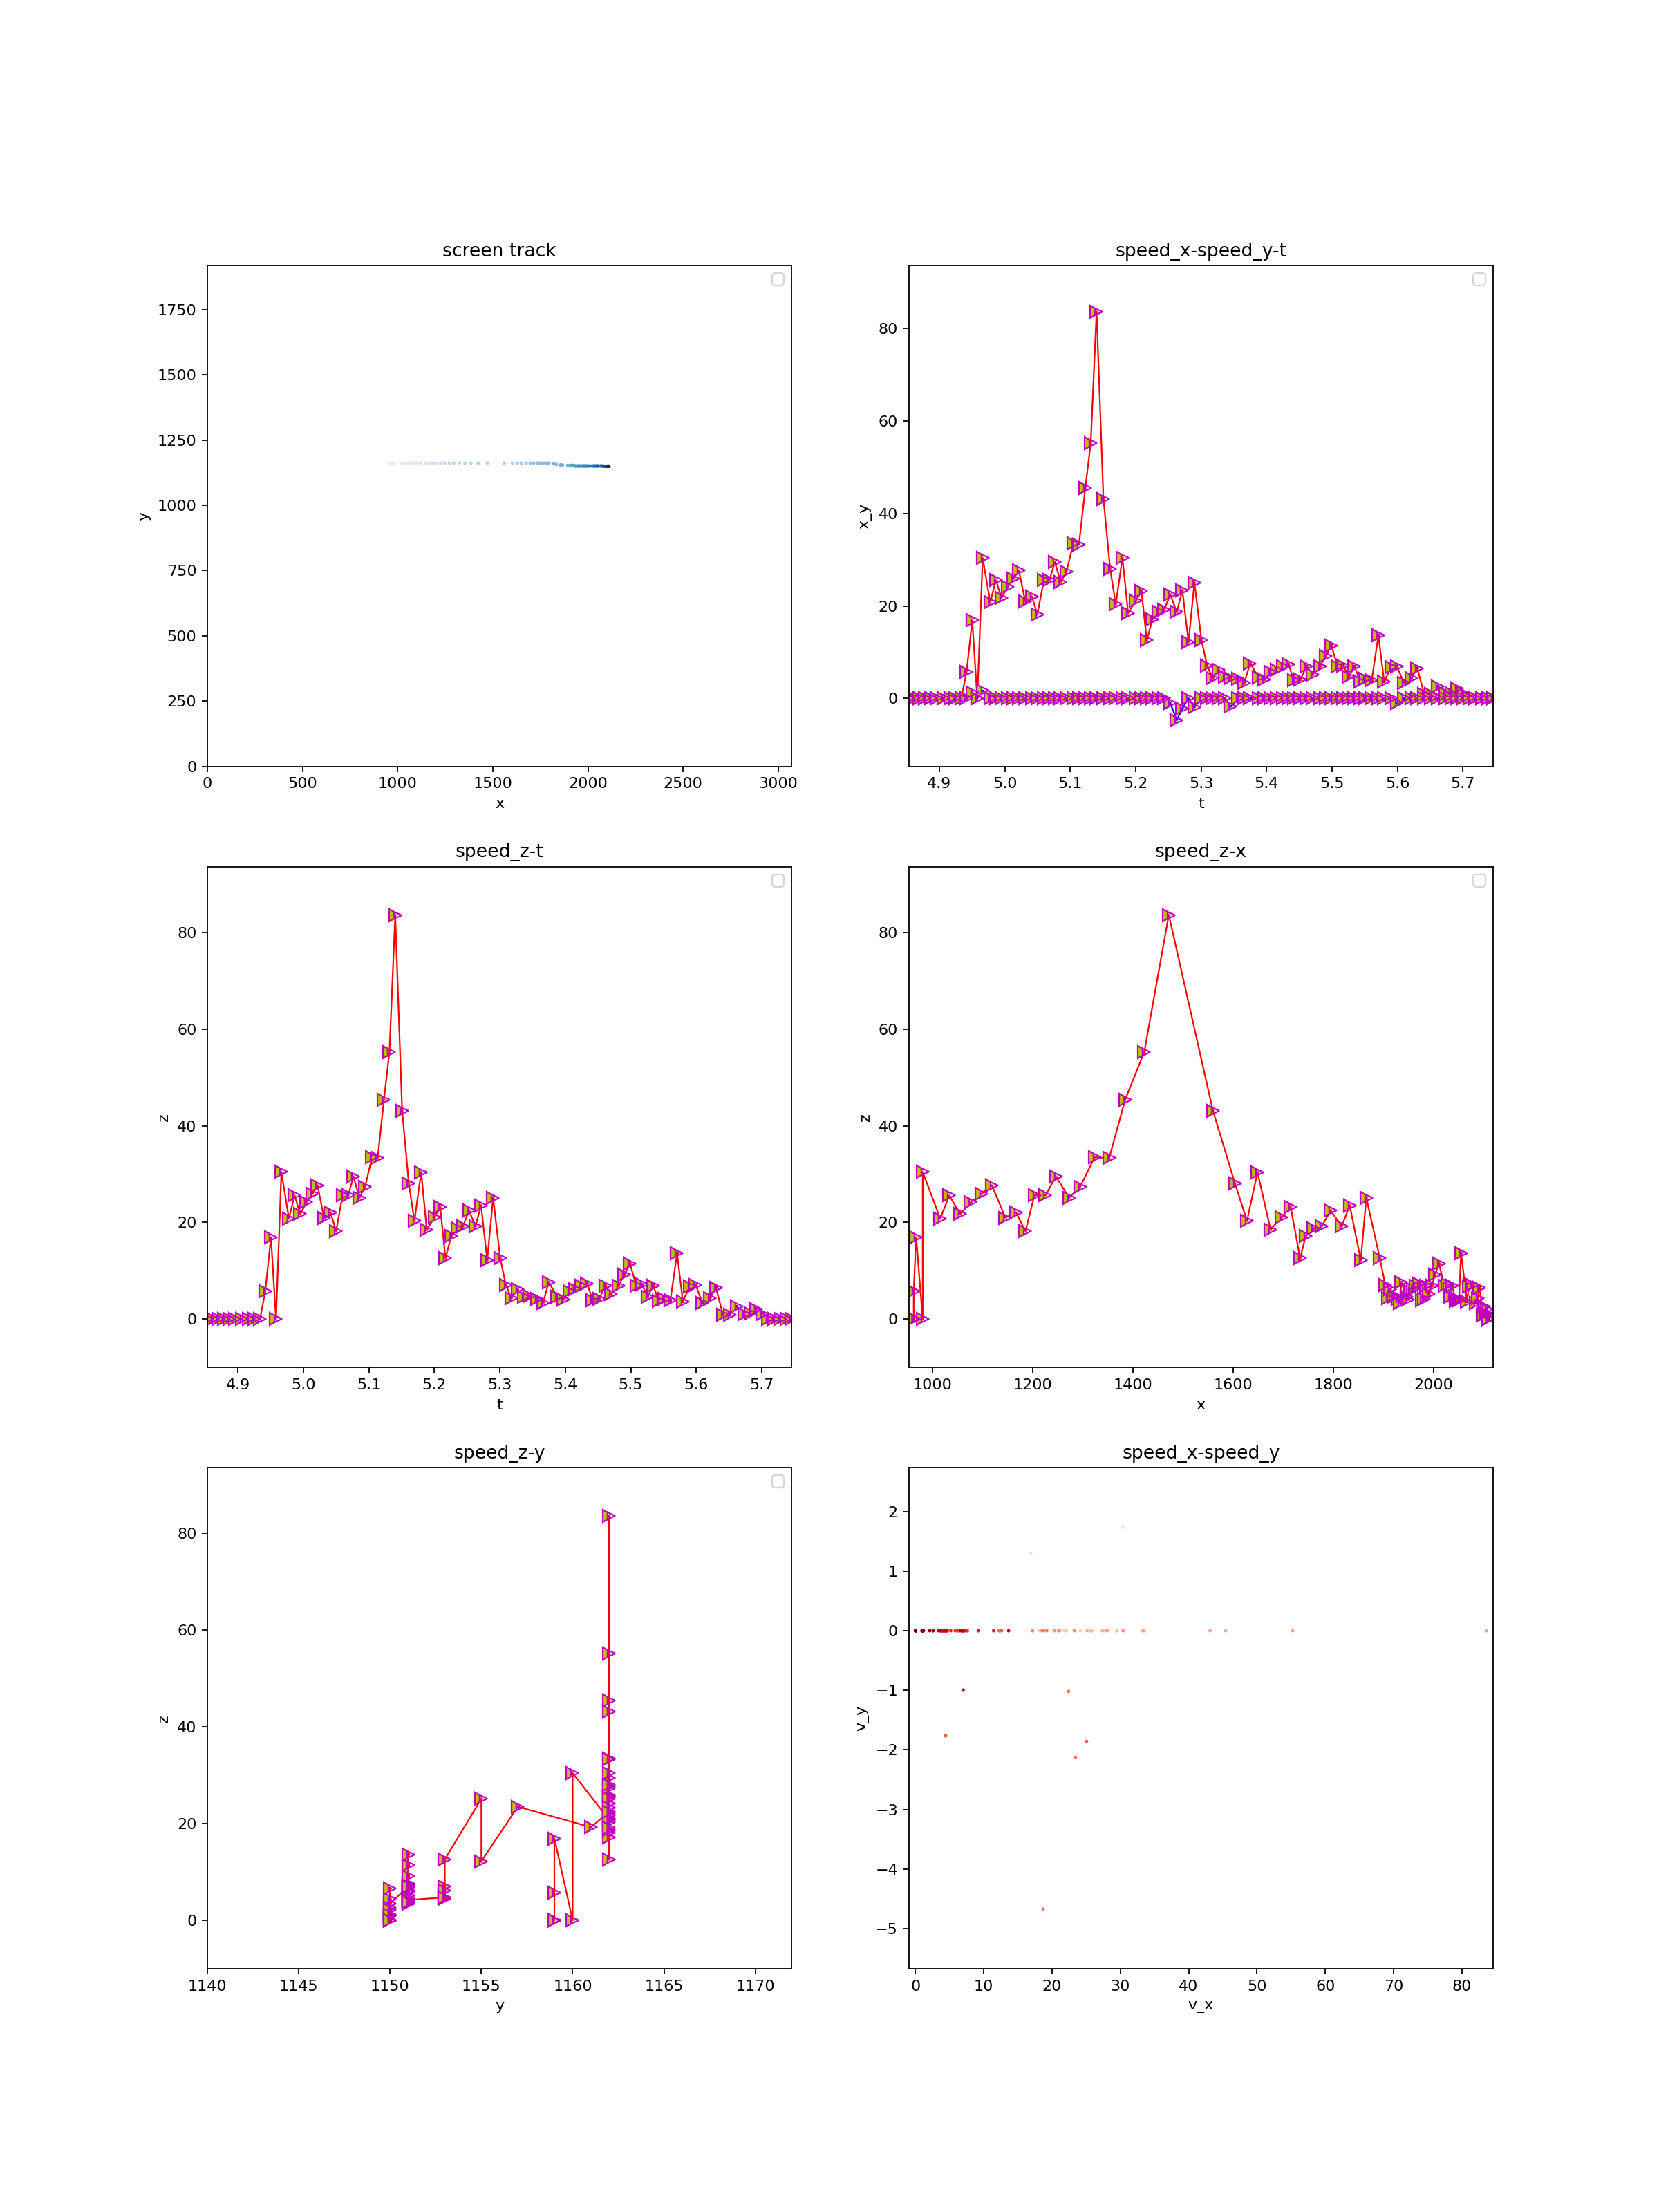 screen track
1750
1500
1250
1000
750
500
250
0
y
0 500 1000 1500 2000 2500 3000
x
speed_x-speed_y-t
80
60
40
20
0
x_y
4.9 5.0 5.1 5.2 5.3 5.4 5.5 5.6 5.7
t
speed_z-t
80
60
40
20
0
z
4.9 5.0 5.1 5.2 5.3 5.4 5.5 5.6 5.7
t
speed_z-x
80
60
40
20
0
z
1000 1200 1400 1600 1800 2000
x
speed_z-y
80
60
40
20
0
z
1140 1145 1150 1155 1160 1165 1170
y
speed_x-speed_y
2
1
0
−1
−2
−3
−4
−5
v_y
0 10 20 30 40 50 60 70 80
v_x